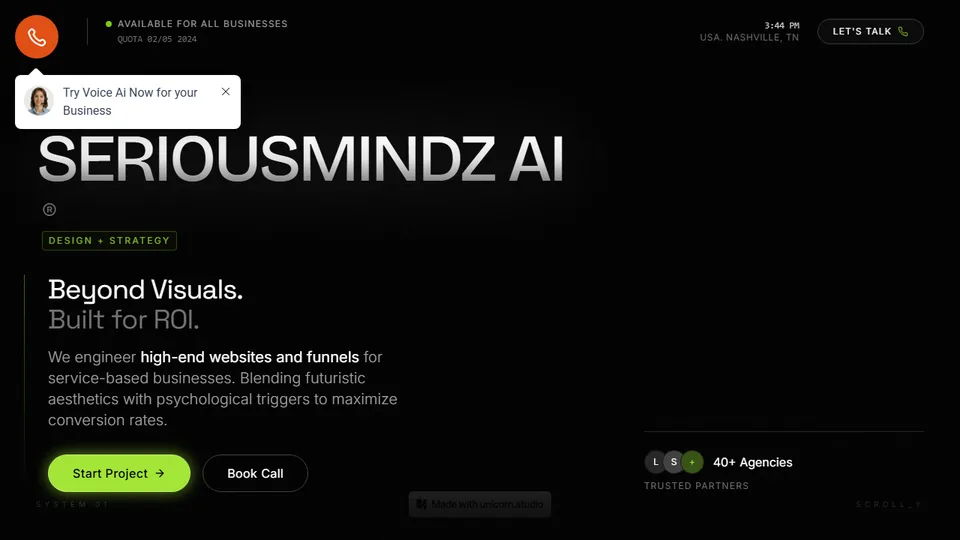 AVAILABLE FOR ALL BUSINESSES
QUOTA 02/05 2024
3:44 PM
USA. NASHVILLE, TN
LET'S TALK
Try Voice Ai Now for your
Business
SERIOUSMINDZ AI
®
DESIGN + STRATEGY
Beyond Visuals.
Built for ROI.
We engineer high-end websites and funnels for
service-based businesses. Blending futuristic
aesthetics with psychological triggers to maximize
conversion rates.
Start Project →
Book Call
L S +
40+ Agencies
TRUSTED PARTNERS
SYSTEM_01
Made with unicorn.studio
SCROLL_Y